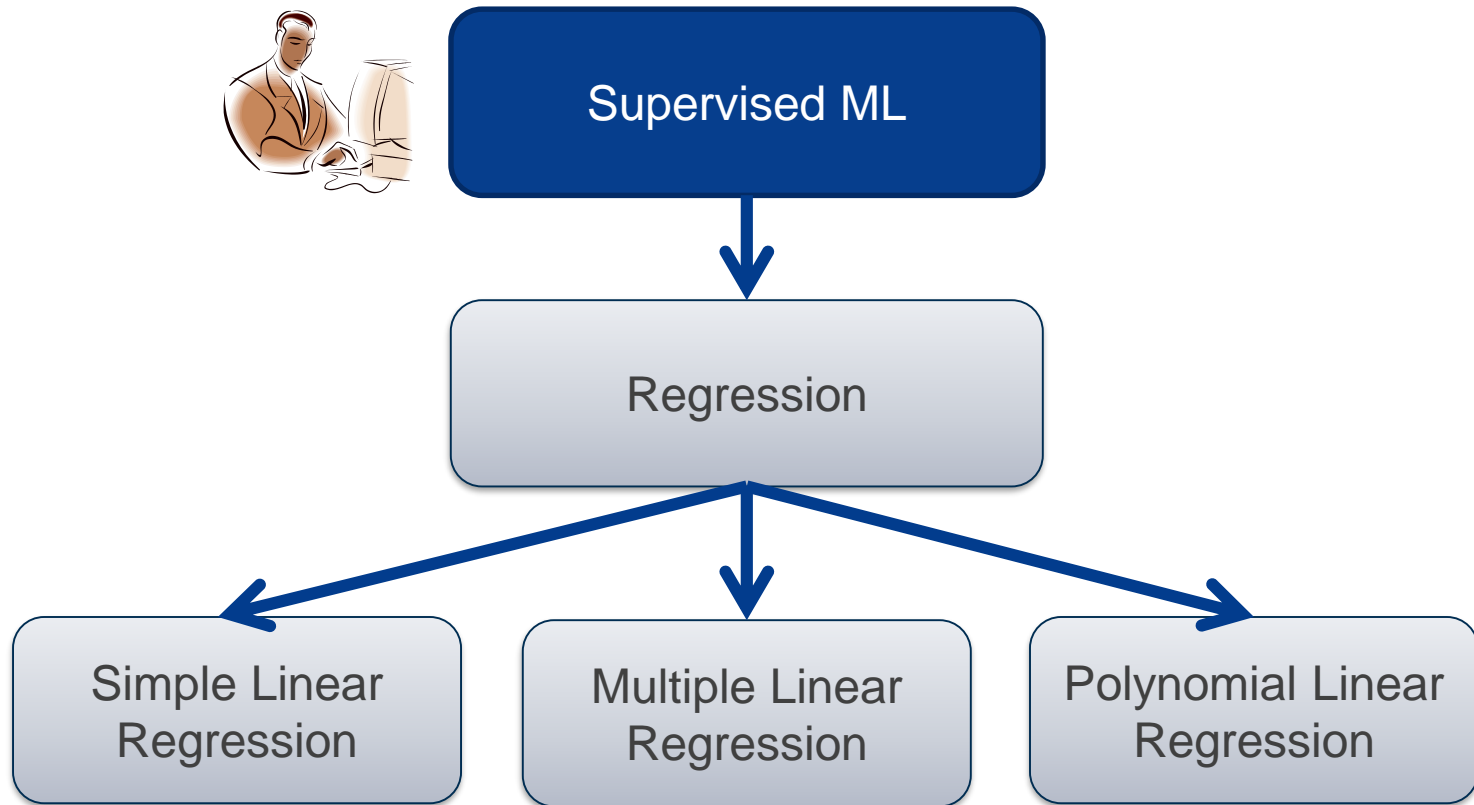 Supervised ML
Regression
Simple Linear
Regression
Multiple Linear
Regression
Polynomial Linear
Regression